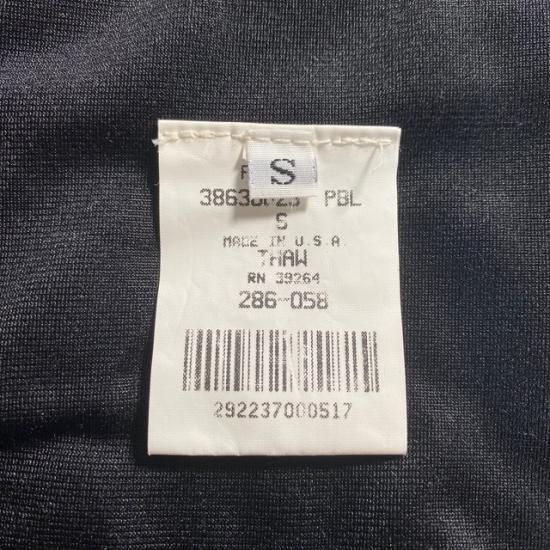 S
PBL
S
MADE IN U.S.A.
THAW
RN 39264
286-058
292237000517